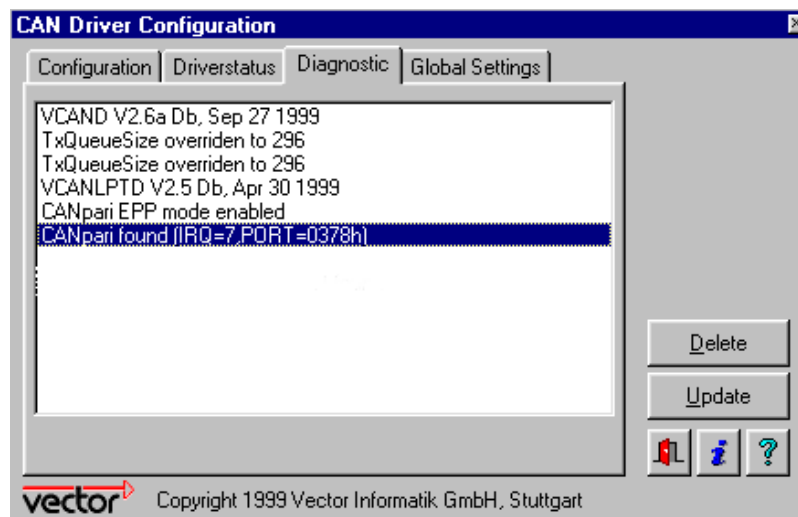 CAN Driver Configuration
Configuration Driverstatus Diagnostic Global Settings
VCAND V2.6a Db, Sep 27 1999
TxQueueSize overriden to 296
TxQueueSize overriden to 296
VCANLPTD V2.5 Db, Apr 30 1999
CANpari EPP mode enabled
CANpari found (IRQ=7,PORT=0378h)
Delete
Update
vector Copyright 1999 Vector Informatik GmbH, Stuttgart